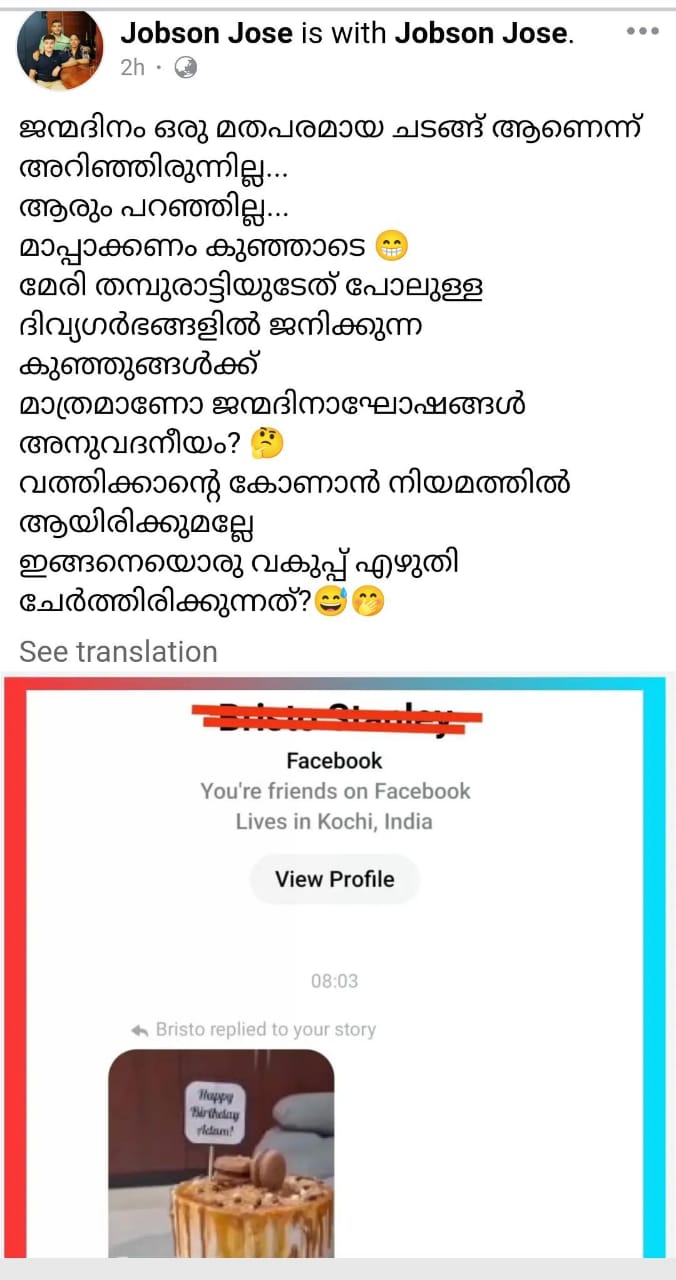 Jobson Jose is with Jobson Jose.
2h
ജന്മദിനം ഒരു മതപരമായ ചടങ്ങ് ആണെന്ന്
അറിഞ്ഞിരുന്നില്ല...
ആരും പറഞ്ഞില്ല...
മാപ്പാക്കണം കുഞ്ഞാടെ 😁
മേരി തമ്പുരാട്ടിയുടേത് പോലുള്ള
ദിവ്യഗർഭങ്ങളിൽ ജനിക്കുന്ന
കുഞ്ഞുങ്ങൾക്ക്
മാത്രമാണോ ജന്മദിനാഘോഷങ്ങൾ
അനുവദനീയം? 🤔
വത്തിക്കാന്റെ കോണാൻ നിയമത്തിൽ
ആയിരിക്കുമല്ലേ
ഇങ്ങനെയൊരു വകുപ്പ് എഴുതി
ചേർത്തിരിക്കുന്നത്?😅🤭
See translation
Facebook
You're friends on Facebook
Lives in Kochi, India
View Profile
08:03
Bristo replied to your story
Happy
Birthday
Adam!